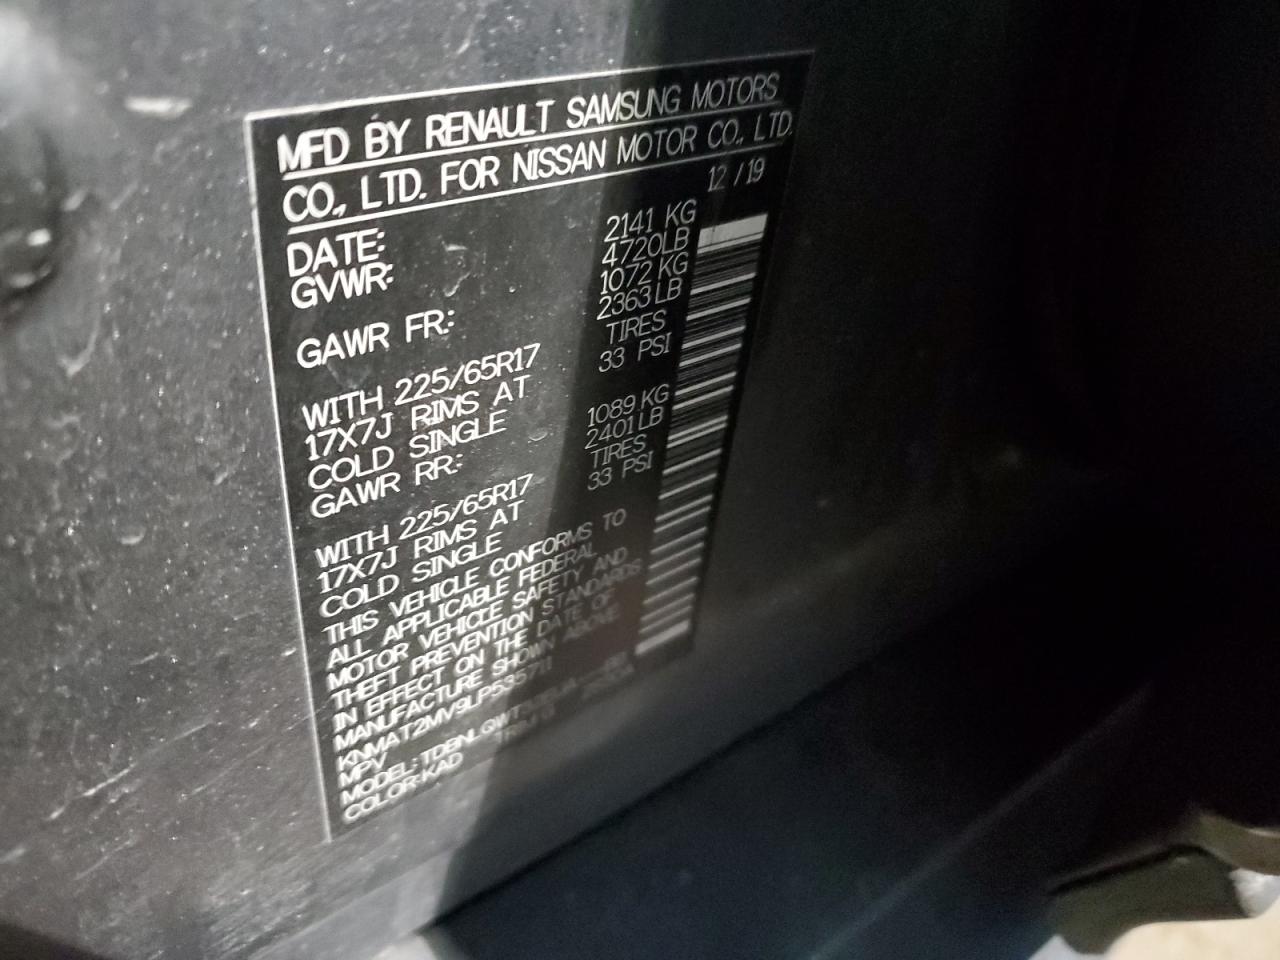 MFD BY RENAULT SAMSUNG MOTORS
CO., LTD. FOR NISSAN MOTOR CO., LTD.
DATE: 12 / 19
GVWR: 2141 KG
4720LB
GAWR FR: 1072 KG
2363LB
WITH 225/65R17 TIRES
17X7J RIMS AT 33 PSI
COLD SINGLE
GAWR RR: 1089 KG
2401LB
WITH 225/65R17 TIRES
17X7J RIMS AT 33 PSI
COLD SINGLE
THIS VEHICLE CONFORMS TO
ALL APPLICABLE FEDERAL
MOTOR VEHICLE SAFETY AND
THEFT PREVENTION STANDARDS
IN EFFECT ON THE DATE OF
MANUFACTURE SHOWN ABOVE
KNMAT2MV9LP535711
MPV
MODEL:
COLOR:KAD